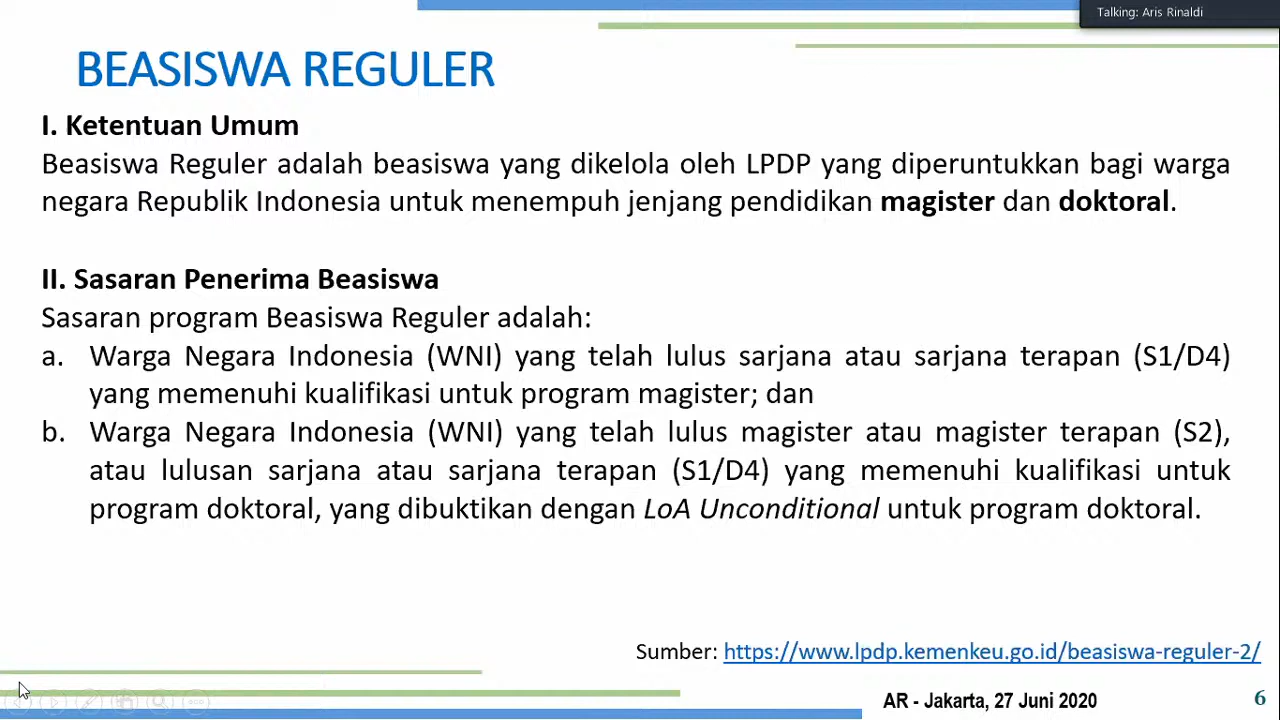 Talking: Aris Rinaldi
BEASISWA REGULER
I. Ketentuan Umum
Beasiswa Reguler adalah beasiswa yang dikelola oleh LPDP yang diperuntukkan bagi warga
negara Republik Indonesia untuk menempuh jenjang pendidikan magister dan doktoral.
II. Sasaran Penerima Beasiswa
Sasaran program Beasiswa Reguler adalah:
a. Warga Negara Indonesia (WNI) yang telah lulus sarjana atau sarjana terapan (S1/D4)
yang memenuhi kualifikasi untuk program magister; dan
b. Warga Negara Indonesia (WNI) yang telah lulus magister atau magister terapan (S2),
atau lulusan sarjana atau sarjana terapan (S1/D4) yang memenuhi kualifikasi untuk
program doktoral, yang dibuktikan dengan LoA Unconditional untuk program doktoral.
Sumber: https://www.lpdp.kemenkeu.go.id/beasiswa-reguler-2/
AR - Jakarta, 27 Juni 2020
6